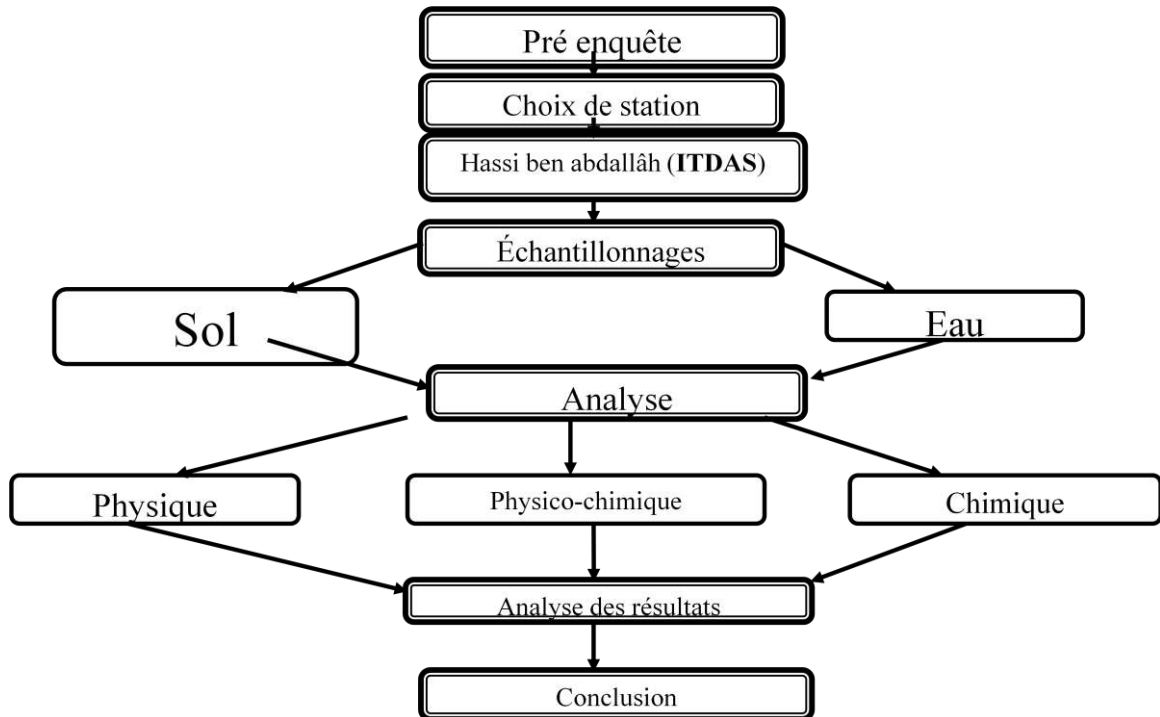 Pré enquête
Choix de station
Hassi ben abdallâh (ITDAS)
Échantillonnages
Sol
Eau
Analyse
Physique
Physico-chimique
Chimique
Analyse des résultats
Conclusion